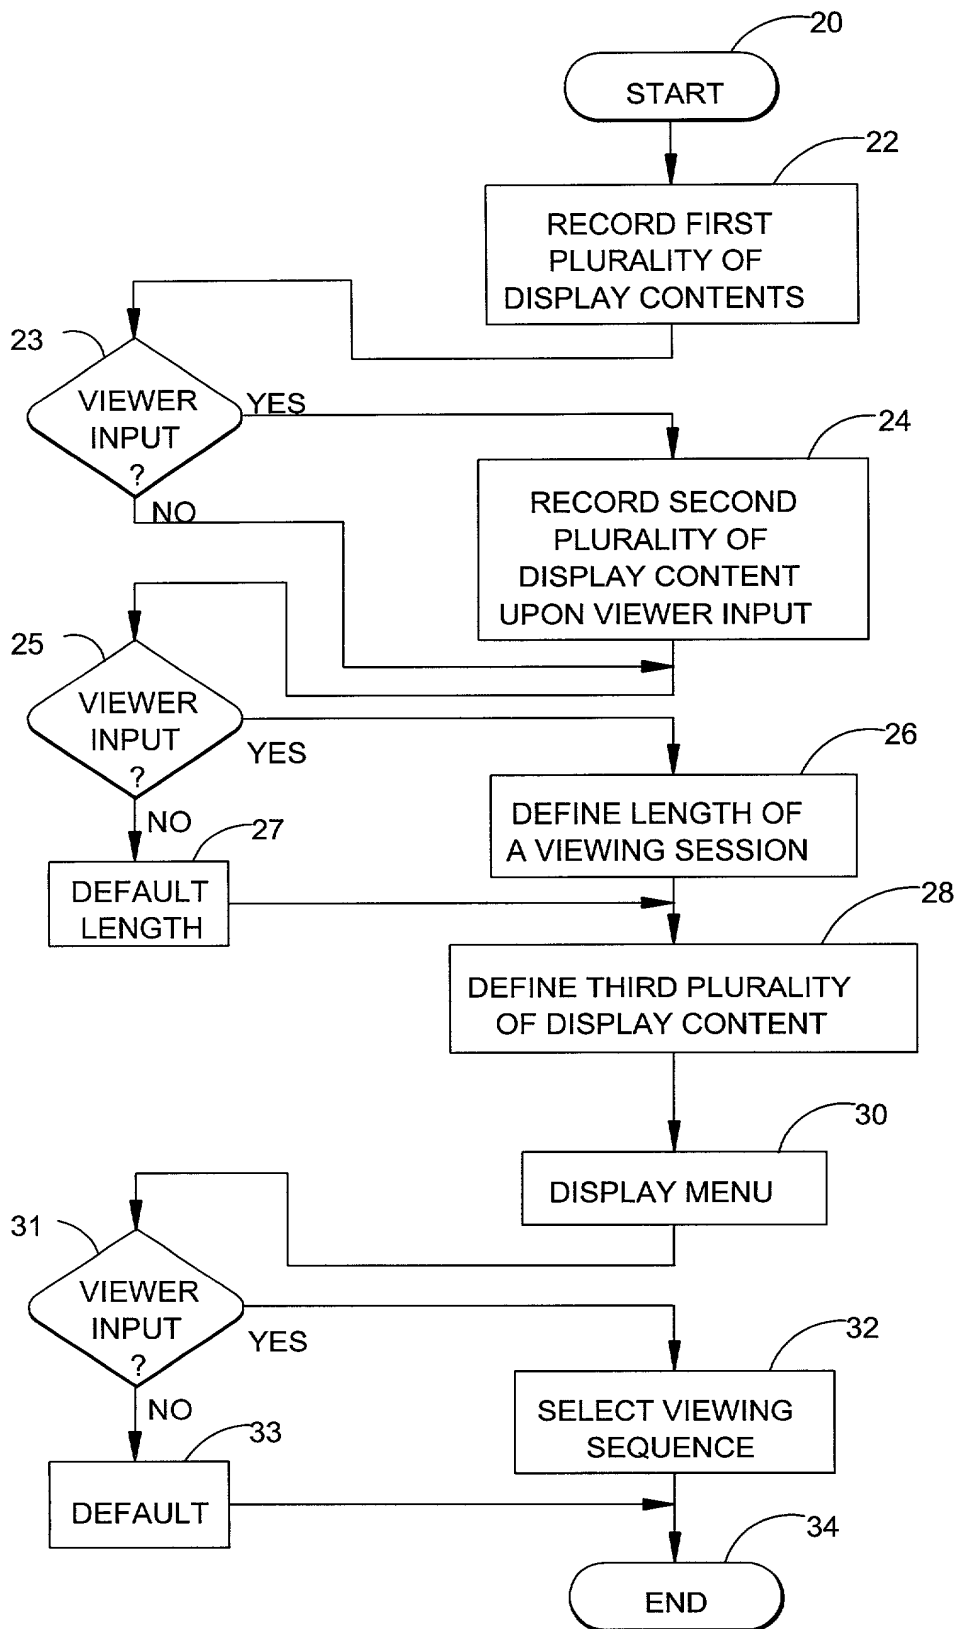 20
START
22
RECORD FIRST
PLURALITY OF
DISPLAY CONTENTS
23
VIEWER
INPUT
?
YES
NO
24
RECORD SECOND
PLURALITY OF
DISPLAY CONTENT
UPON VIEWER INPUT
25
VIEWER
INPUT
?
YES
NO
26
DEFINE LENGTH OF
A VIEWING SESSION
27
DEFAULT
LENGTH
28
DEFINE THIRD PLURALITY
OF DISPLAY CONTENT
30
DISPLAY MENU
31
VIEWER
INPUT
?
YES
NO
32
SELECT VIEWING
SEQUENCE
33
DEFAULT
34
END